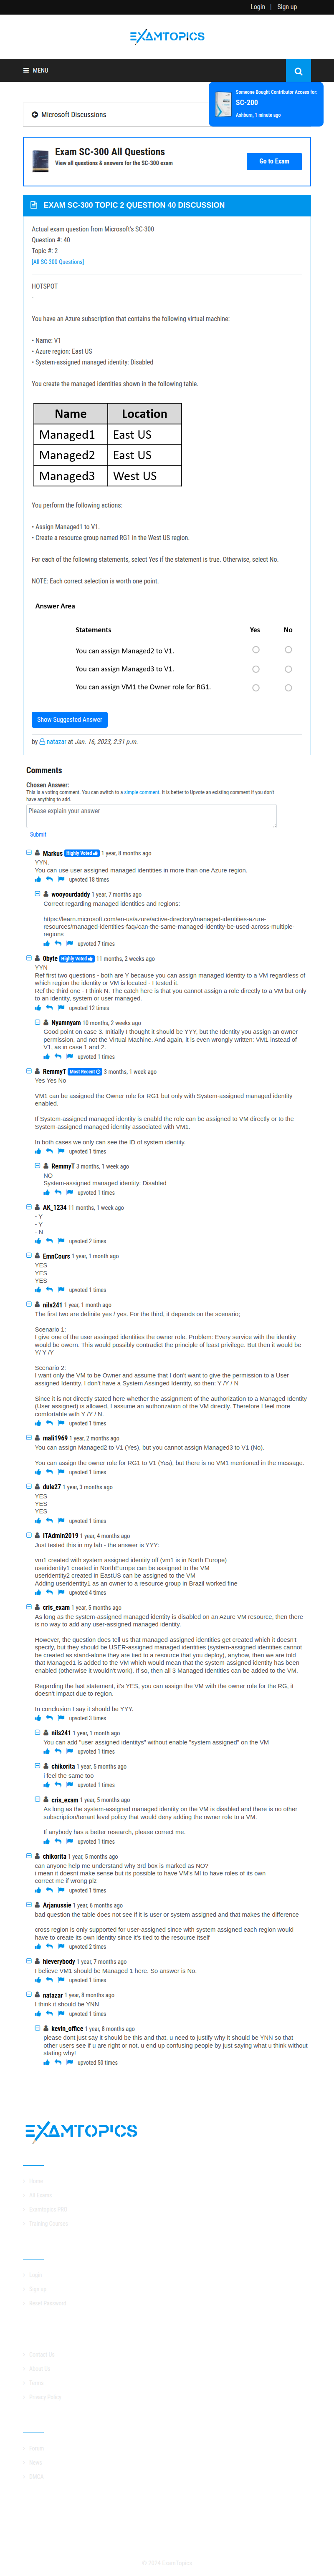 Login | Sign up
EXAMTOPICS
MENU
Someone Bought Contributor Access for:
SC-200
Ashburn, 1 minute ago
Microsoft Discussions
Exam SC-300 All Questions
View all questions & answers for the SC-300 exam
Go to Exam
EXAM SC-300 TOPIC 2 QUESTION 40 DISCUSSION
Actual exam question from Microsoft's SC-300
Question #: 40
Topic #: 2
[All SC-300 Questions]
HOTSPOT
-
You have an Azure subscription that contains the following virtual machine:
• Name: V1
• Azure region: East US
• System-assigned managed identity: Disabled
You create the managed identities shown in the following table.
Name Location
Managed1 East US
Managed2 East US
Managed3 West US
You perform the following actions:
• Assign Managed1 to V1.
• Create a resource group named RG1 in the West US region.
For each of the following statements, select Yes if the statement is true. Otherwise, select No.
NOTE: Each correct selection is worth one point.
Answer Area
Statements Yes No
You can assign Managed2 to V1.
You can assign Managed3 to V1.
You can assign VM1 the Owner role for RG1.
Show Suggested Answer
by natazar at Jan. 16, 2023, 2:31 p.m.
Comments
Chosen Answer:
This is a voting comment. You can switch to a simple comment. It is better to Upvote an existing comment if you don't
have anything to add.
Please explain your answer
Submit
Markus Highly Voted 1 year, 8 months ago
YYN.
You can use user assigned managed identities in more than one Azure region.
upvoted 18 times
wooyourdaddy 1 year, 7 months ago
Correct regarding managed identities and regions:
https://learn.microsoft.com/en-us/azure/active-directory/managed-identities-azure-
resources/managed-identities-faq#can-the-same-managed-identity-be-used-across-multiple-
regions
upvoted 7 times
0byte Highly Voted 11 months, 2 weeks ago
YYN
Ref first two questions - both are Y because you can assign managed identity to a VM regardless of
which region the identity or VM is located - I tested it.
Ref the third one - I think N. The catch here is that you cannot assign a role directly to a VM but only
to an identity, system or user managed.
upvoted 12 times
Nyamnyam 10 months, 2 weeks ago
Good point on case 3. Initially I thought it should be YYY, but the Identity you assign an owner
permission, and not the Virtual Machine. And again, it is even wrongly written: VM1 instead of
V1, as in case 1 and 2.
upvoted 1 times
RemmyT Most Recent 3 months, 1 week ago
Yes Yes No
VM1 can be assigned the Owner role for RG1 but only with System-assigned managed identity
enabled.
If System-assigned managed identity is enabld the role can be assigned to VM directly or to the
System-assigned managed identity associated with VM1.
In both cases we only can see the ID of system identity.
upvoted 1 times
RemmyT 3 months, 1 week ago
NO
System-assigned managed identity: Disabled
upvoted 1 times
AK_1234 11 months, 1 week ago
- Y
- Y
- N
upvoted 2 times
EmnCours 1 year, 1 month ago
YES
YES
YES
upvoted 1 times
nils241 1 year, 1 month ago
The first two are definite yes / yes. For the third, it depends on the scenario;
Scenario 1:
I give one of the user assinged identities the owner role. Problem: Every service with this identity
would be owern. This would possibly contradict the principle of least privilege. But then it would be
Y/ Y /Y
Scenario 2:
I want only the VM to be Owner and assume that I don't want to give the permission to a User
assigned Identity. I don't have a System Assinged Identity, so then: Y /Y / N
Since it is not directly stated here whether the assignment of the authorization to a Managed Identity
(User assigned) is allowed, I assume an authorization of the VM directly. Therefore I feel more
comfortable with Y /Y / N.
upvoted 1 times
mali1969 1 year, 2 months ago
You can assign Managed2 to V1 (Yes), but you cannot assign Managed3 to V1 (No).
You can assign the owner role for RG1 to V1 (Yes), but there is no VM1 mentioned in the message.
upvoted 1 times
dule27 1 year, 3 months ago
YES
YES
YES
upvoted 1 times
ITAdmin2019 1 year, 4 months ago
Just tested this in my lab - the answer is YYY:
vm1 created with system assigned identity off (vm1 is in North Europe)
useridentity1 created in NorthEurope can be assigned to the VM
useridentity2 created in EastUS can be assigned to the VM
Adding useridentity1 as an owner to a resource group in Brazil worked fine
upvoted 4 times
cris_exam 1 year, 5 months ago
As long as the system-assigned managed identity is disabled on an Azure VM resource, then there
is no way to add any user-assigned managed identity.
However, the question does tell us that managed-assigned identities get created which it doesn't
specify, but they should be USER-assigned managed identities (system-assigned identities cannot
be created as stand-alone they are tied to a resource that you deploy), anyhow, then we are told
that Managed1 is added to the VM which would mean that the system-assigned identity has been
enabled (otherwise it wouldn't work). If so, then all 3 Managed Identities can be added to the VM.
Regarding the last statement, it's YES, you can assign the VM with the owner role for the RG, it
doesn't impact due to region.
In conclusion I say it should be YYY.
upvoted 3 times
nils241 1 year, 1 month ago
You can add "user assigned identitys" without enable "system assigned" on the VM
upvoted 1 times
chikorita 1 year, 5 months ago
i feel the same too
upvoted 1 times
cris_exam 1 year, 5 months ago
As long as the system-assigned managed identity on the VM is disabled and there is no other
subscription/tenant level policy that would deny adding the owner role to a VM.
If anybody has a better research, please correct me.
upvoted 1 times
chikorita 1 year, 5 months ago
can anyone help me understand why 3rd box is marked as NO?
i mean it doesnt make sense but its possible to have VM's MI to have roles of its own
correct me if wrong plz
upvoted 1 times
Arjanussie 1 year, 6 months ago
bad question the table does not see if it is user or system assigned and that makes the difference
cross region is only supported for user-assigned since with system assigned each region would
have to create its own identity since it's tied to the resource itself
upvoted 2 times
hieverybody 1 year, 7 months ago
I believe VM1 should be Managed 1 here. So answer is No.
upvoted 1 times
natazar 1 year, 8 months ago
I think it should be YNN
upvoted 1 times
kevin_office 1 year, 8 months ago
please dont just say it should be this and that. u need to justify why it should be YNN so that
other users see if u are right or not. u end up confusing people by just saying what u think without
stating why!
upvoted 50 times
EXAMTOPICS
Home
All Exams
Examtopics PRO
Training Courses
Login
Sign up
Reset Password
Contact Us
About Us
Terms
Privacy Policy
Forum
News
DMCA
© 2024 ExamTopics